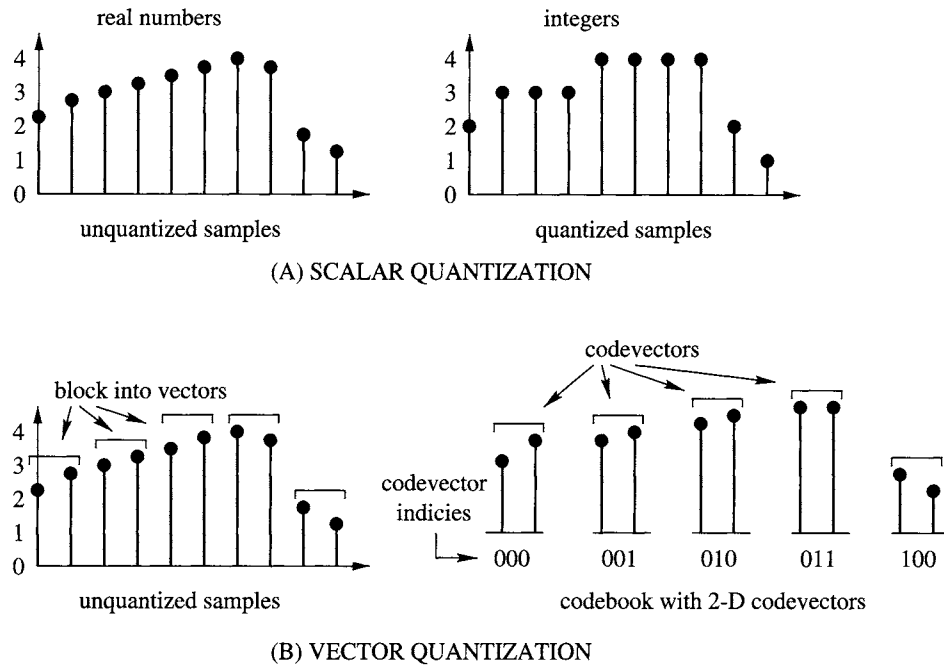 real numbers
integers
4
3
2
1
0
4
3
2
1
0
unquantized samples
quantized samples
(A) SCALAR QUANTIZATION
codevectors
block into vectors
4
3
2
1
0
codevector
indicies
000
001
010
011
100
unquantized samples
codebook with 2-D codevectors
(B) VECTOR QUANTIZATION